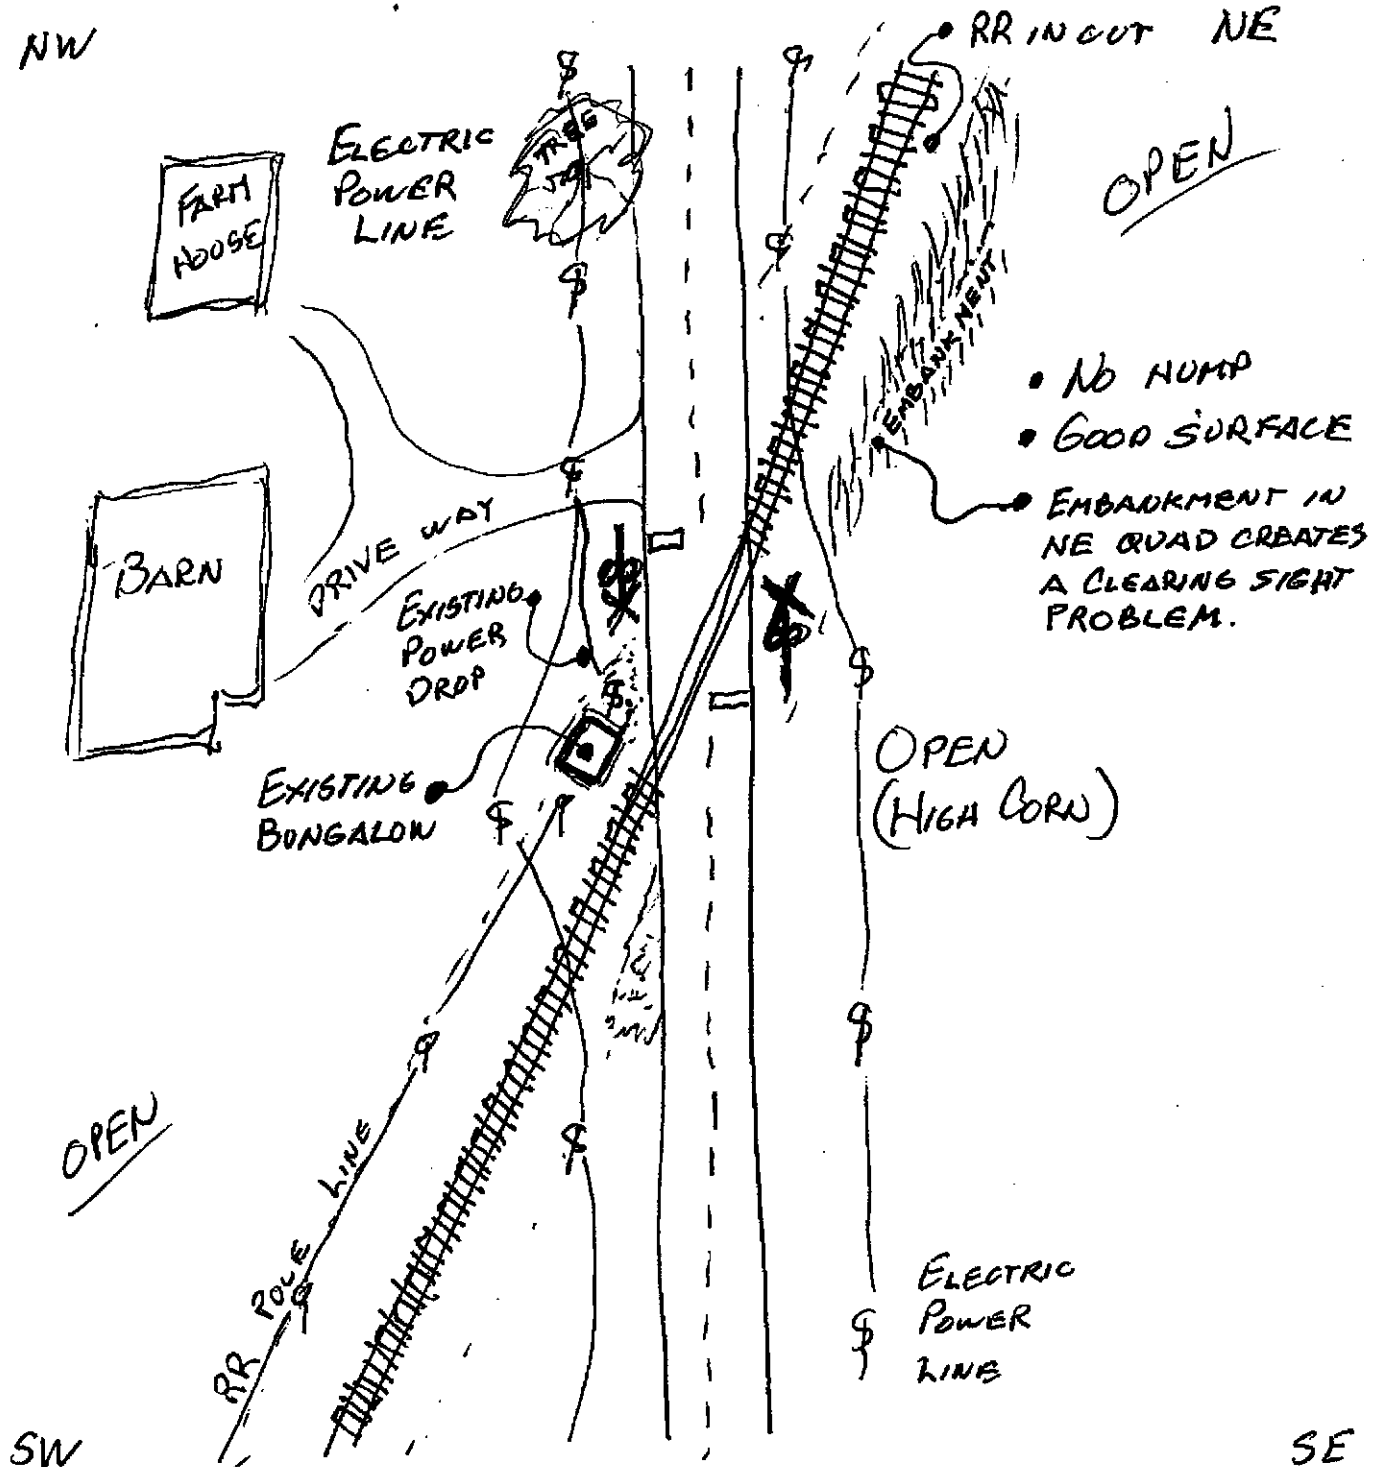 NW
RR IN CUT
NE
ELECTRIC
POWER
LINE
TREE
OPEN
FARM
HOUSE
EMBANKMENT
• NO HUMP
• GOOD SURFACE
• EMBANKMENT IN
NE QUAD CREATES
A CLEARING SIGHT
PROBLEM.
BARN
DRIVE WAY
EXISTING
POWER
DROP
EXISTING
BUNGALOW
OPEN
(HIGH CORN)
OPEN
RR POLE LINE
ELECTRIC
POWER
LINE
SW
SE